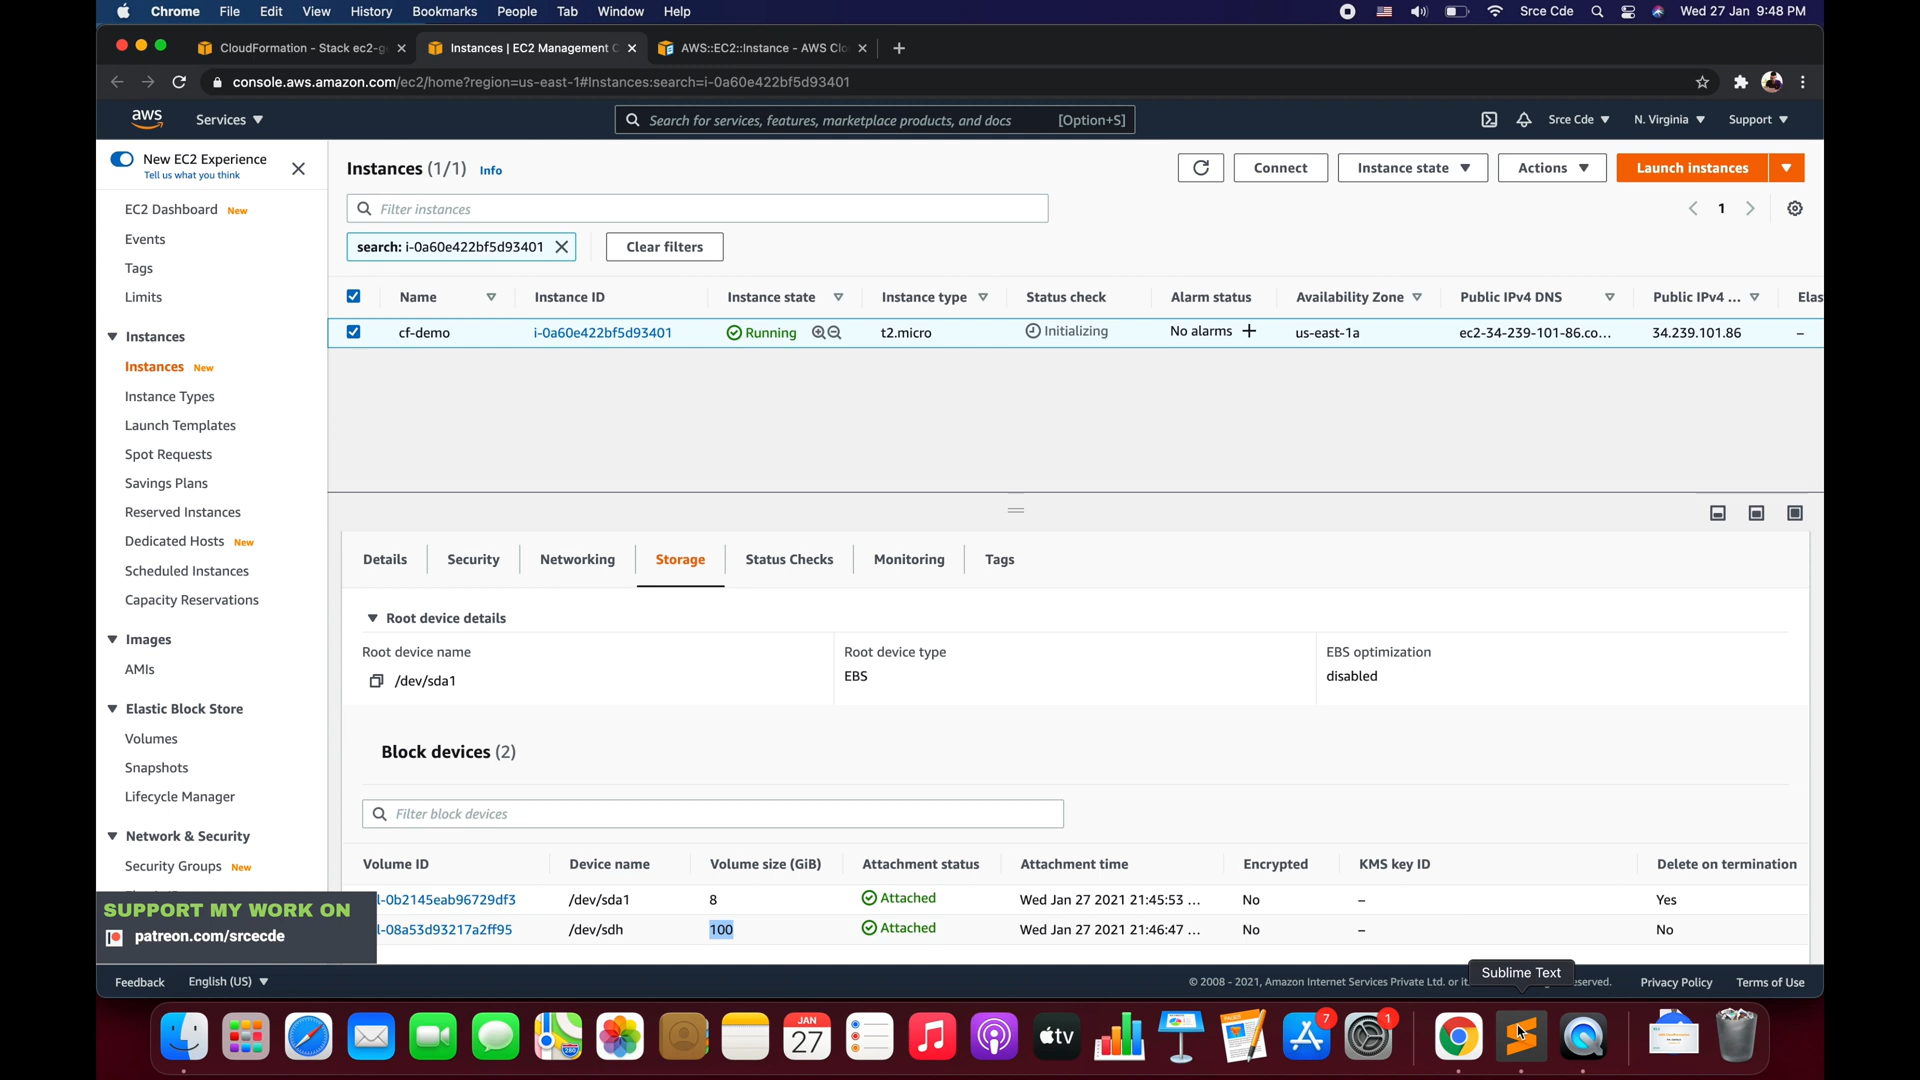 Chrome File Edit View History Bookmarks People Tab Window Help Srce Cde Wed 27 Jan 9:48 PM
CloudFormation - Stack ec2-g Instances | EC2 Management C AWS::EC2::Instance - AWS Clo
console.aws.amazon.com/ec2/home?region=us-east-1#Instances:search=i-0a60e422bf5d93401
aws Services Search for services, features, marketplace products, and docs [Option+S] Srce Cde N. Virginia Support
New EC2 Experience
Tell us what you think
EC2 Dashboard New
Events
Tags
Limits
Instances
Instances New
Instance Types
Launch Templates
Spot Requests
Savings Plans
Reserved Instances
Dedicated Hosts New
Scheduled Instances
Capacity Reservations
Images
AMIs
Elastic Block Store
Volumes
Snapshots
Lifecycle Manager
Network & Security
Security Groups New
Instances (1/1) Info Connect Instance state Actions Launch instances
Filter instances 1
search: i-0a60e422bf5d93401 Clear filters
Name Instance ID Instance state Instance type Status check Alarm status Availability Zone Public IPv4 DNS Public IPv4 ... Elas
cf-demo i-0a60e422bf5d93401 Running t2.micro Initializing No alarms + us-east-1a ec2-34-239-101-86.co... 34.239.101.86 –
Details Security Networking Storage Status Checks Monitoring Tags
Root device details
Root device name Root device type EBS optimization
/dev/sda1 EBS disabled
Block devices (2)
Filter block devices
Volume ID Device name Volume size (GiB) Attachment status Attachment time Encrypted KMS key ID Delete on termination
l-0b2145eab96729df3 /dev/sda1 8 Attached Wed Jan 27 2021 21:45:53 ... No – Yes
l-08a53d93217a2ff95 /dev/sdh 100 Attached Wed Jan 27 2021 21:46:47 ... No – No
SUPPORT MY WORK ON
patreon.com/srcecde
Sublime Text
Feedback English (US) © 2008 - 2021, Amazon Internet Services Private Ltd. or it eserved. Privacy Policy Terms of Use
JAN
27
tv
7
1
280